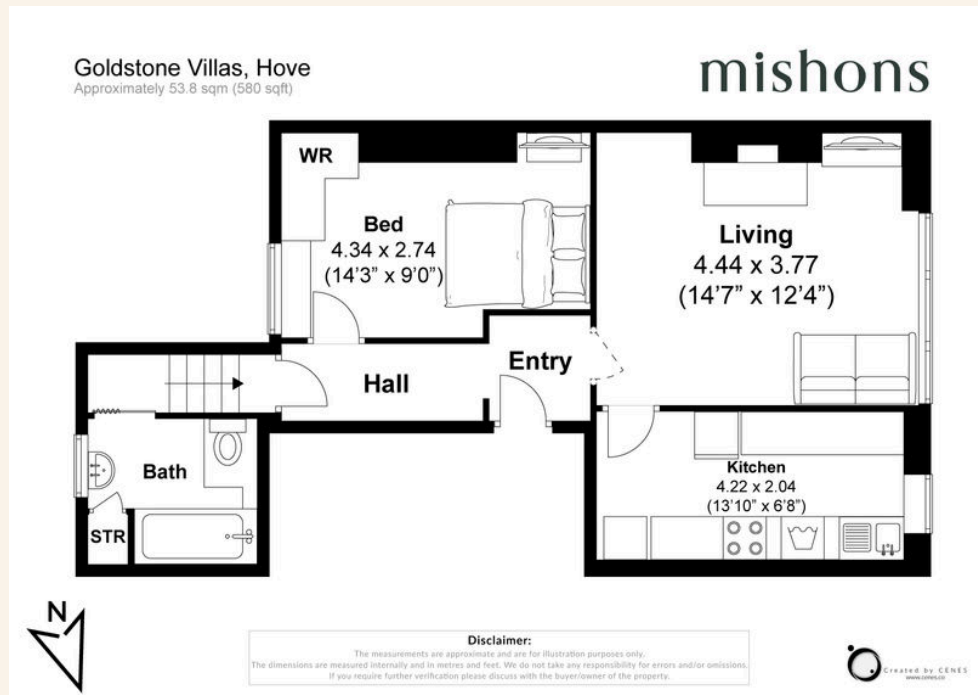 Goldstone Villas, Hove
Approximately 53.8 sqm (580 sqft)
mishons
WR
Bed
4.34 x 2.74
(14'3" x 9'0")
Living
4.44 x 3.77
(14'7" x 12'4")
Entry
Hall
Bath
STR
Kitchen
4.22 x 2.04
(13'10" x 6'8")
N
Disclaimer:
The measurements are approximate and are for illustration purposes only.
The dimensions are measured internally and in metres and feet. We do not take any responsibility for errors and/or omissions.
If you require further verification please discuss with the buyer/owner of the property.
Created by CENES
www.cenes.co